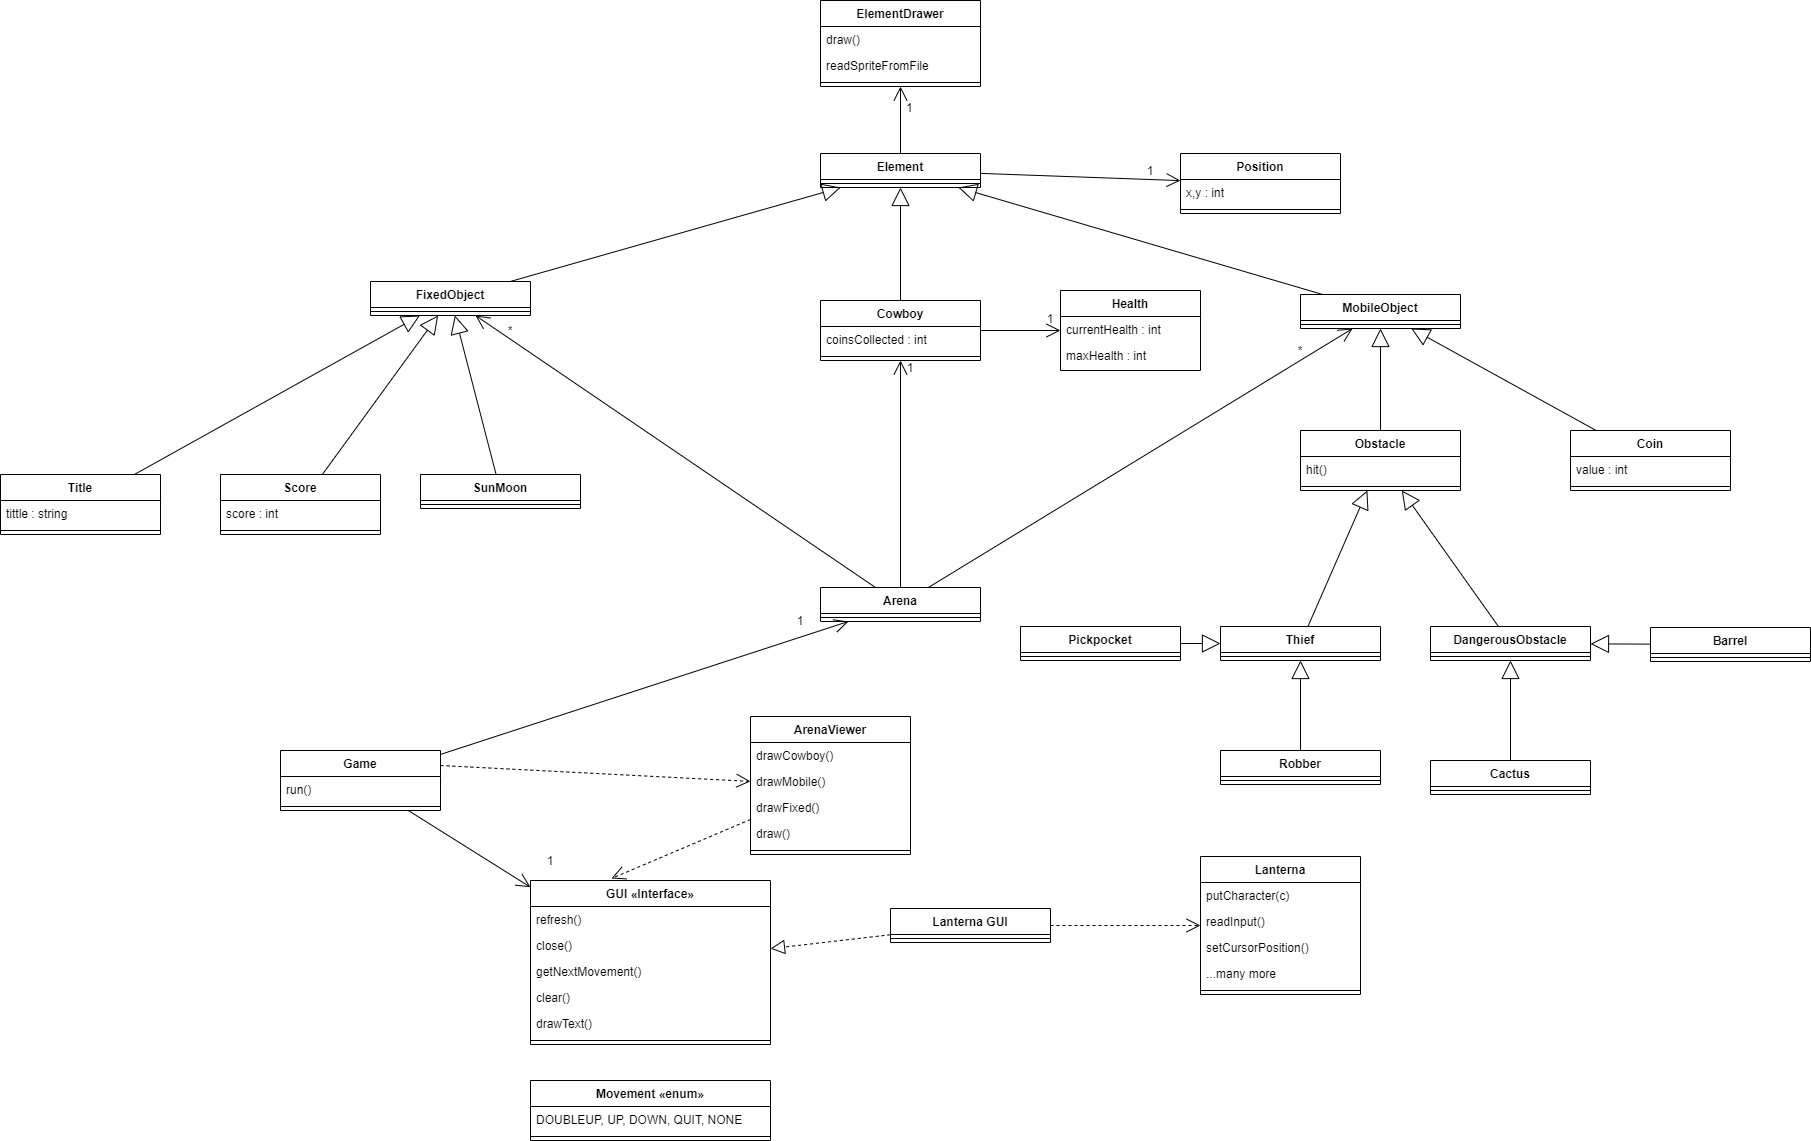 ElementDrawer
draw()
readSpriteFromFile
1
Element
1
Position
x,y : int
FixedObject
*
Cowboy
coinsCollected : int
1
1
Health
currentHealth : int
maxHealth : int
MobileObject
*
Obstacle
hit()
Coin
value : int
Title
tittle : string
Score
score : int
SunMoon
Arena
1
Pickpocket
Thief
DangerousObstacle
Barrel
Robber
Cactus
Game
run()
ArenaViewer
drawCowboy()
drawMobile()
drawFixed()
draw()
1
GUI «Interface»
refresh()
close()
getNextMovement()
clear()
drawText()
Lanterna GUI
Lanterna
putCharacter(c)
readInput()
setCursorPosition()
...many more
Movement «enum»
DOUBLEUP, UP, DOWN, QUIT, NONE